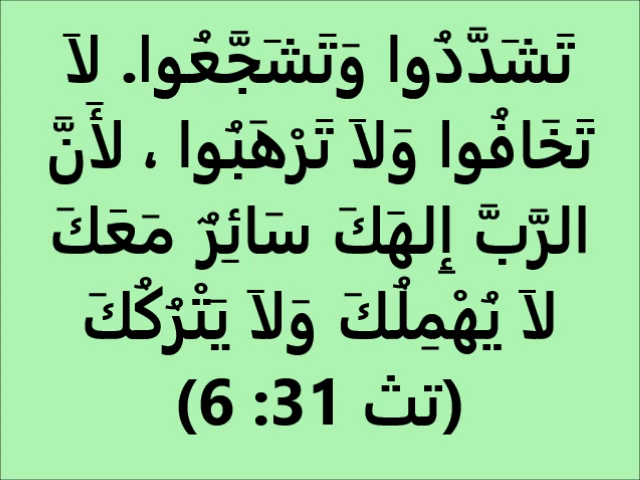 تَشَدَّدُوا وَتَشَجَّعُوا. لاَ
تَخَافُوا وَلاَ تَرْهَبُوا ، لأَنَّ
الرَّبَّ إِلهَكَ سَائِرٌ مَعَكَ
لاَ يُهْمِلُكَ وَلاَ يَتْرُكُكَ
(تث 31: 6)